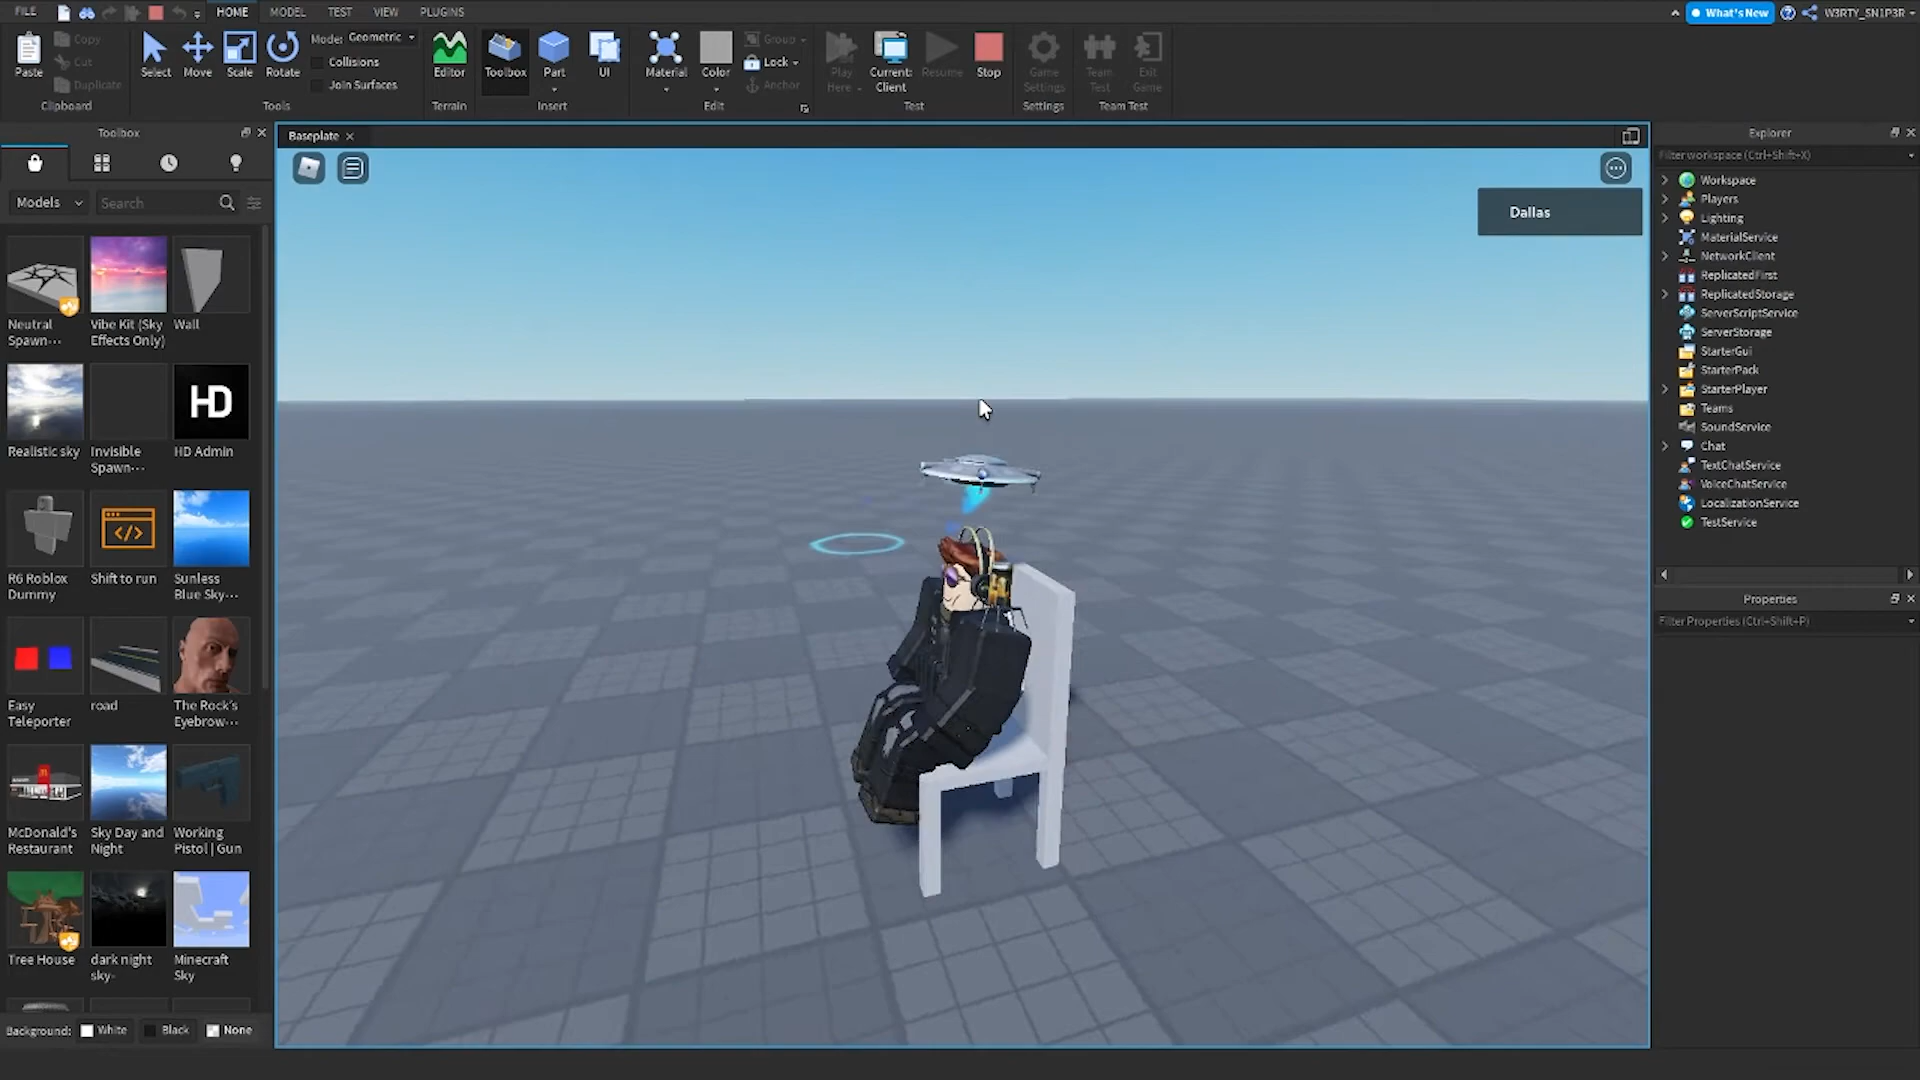 FILE HOME MODEL TEST VIEW PLUGINS What's New W3RTY_SN1P3R
Paste Copy Cut Duplicate Clipboard
Select Move Scale Rotate Mode: Geometric Collisions Join Surfaces Tools
Editor Terrain
Toolbox Part UI Insert
Material Color Group Lock Anchor Edit
Play Here Current: Client Resume Stop Test
Game Settings Settings
Team Test Exit Game Team Test
Toolbox
Models Search
Neutral Spawn... Vibe Kit (Sky Effects Only) Wall
Realistic sky Invisible Spawn... HD HD Admin
R6 Roblox Dummy Shift to run Sunless Blue Sky...
Easy Teleporter road The Rock's Eyebrow...
McDonald's Restaurant Sky Day and Night Working Pistol | Gun
Tree House dark night sky- Minecraft Sky
Background: White Black None
Baseplate
Dallas
Explorer
Filter workspace (Ctrl+Shift+X)
Workspace
Players
Lighting
MaterialService
NetworkClient
ReplicatedFirst
ReplicatedStorage
ServerScriptService
ServerStorage
StarterGui
StarterPack
StarterPlayer
Teams
SoundService
Chat
TextChatService
VoiceChatService
LocalizationService
TestService
Properties
Filter Properties (Ctrl+Shift+P)